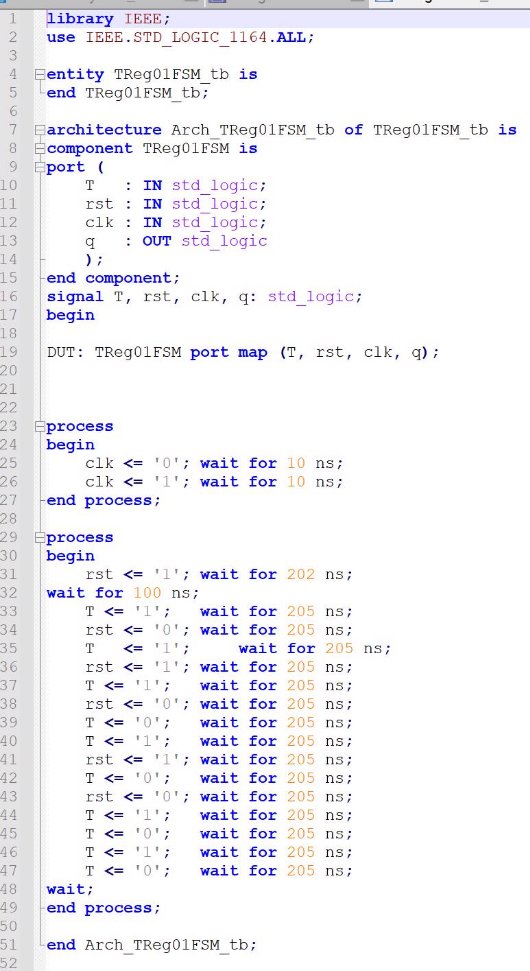 1 library IEEE;
2 use IEEE.STD_LOGIC_1164.ALL;
3
4 entity TReg01FSM_tb is
5 end TReg01FSM_tb;
6
7 architecture Arch_TReg01FSM_tb of TReg01FSM_tb is
8 component TReg01FSM is
9 port (
10 T : IN std_logic;
11 rst : IN std_logic;
12 clk : IN std_logic;
13 q : OUT std_logic
14 );
15 end component;
16 signal T, rst, clk, q: std_logic;
17 begin
18
19 DUT: TReg01FSM port map (T, rst, clk, q);
20
21
22
23 process
24 begin
25 clk <= '0'; wait for 10 ns;
26 clk <= '1'; wait for 10 ns;
27 end process;
28
29 process
30 begin
31 rst <= '1'; wait for 202 ns;
32 wait for 100 ns;
33 T <= '1'; wait for 205 ns;
34 rst <= '0'; wait for 205 ns;
35 T <= '1'; wait for 205 ns;
36 rst <= '1'; wait for 205 ns;
37 T <= '1'; wait for 205 ns;
38 rst <= '0'; wait for 205 ns;
39 T <= '0'; wait for 205 ns;
40 T <= '1'; wait for 205 ns;
41 rst <= '1'; wait for 205 ns;
42 T <= '0'; wait for 205 ns;
43 rst <= '0'; wait for 205 ns;
44 T <= '1'; wait for 205 ns;
45 T <= '0'; wait for 205 ns;
46 T <= '1'; wait for 205 ns;
47 T <= '0'; wait for 205 ns;
48 wait;
49 end process;
50
51 end Arch_TReg01FSM_tb;
52